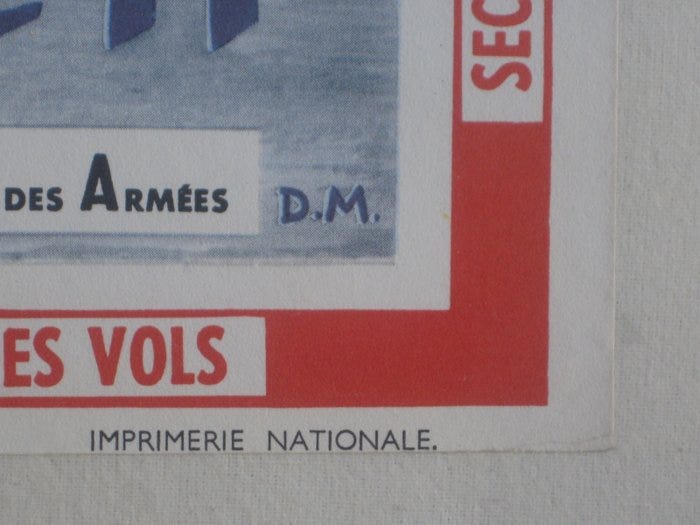 SEC
DES ARMÉES
D.M.
ES VOLS
IMPRIMERIE NATIONALE.